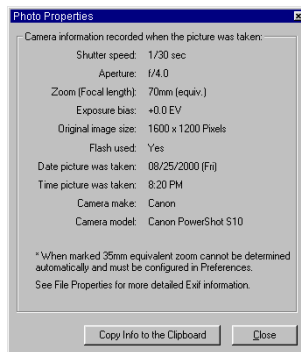 Photo Properties
Camera information recorded when the picture was taken:
Shutter speed: 1/30 sec
Aperture: f/4.0
Zoom (Focal length): 70mm (equiv.)
Exposure bias: +0.0 EV
Original image size: 1600 x 1200 Pixels
Flash used: Yes
Date picture was taken: 08/25/2000 (Fri)
Time picture was taken: 8:20 PM
Camera make: Canon
Camera model: Canon PowerShot S10
* When marked 35mm equivalent zoom cannot be determined
automatically and must be configured in Preferences.
See File Properties for more detailed Exif information.
Copy Info to the Clipboard
Close